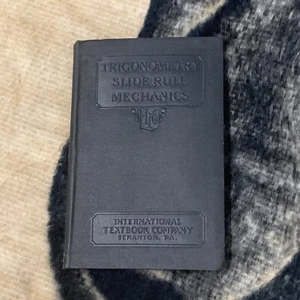 TRIGONOMETRY
SLIDE RULE
MECHANICS
INTERNATIONAL
TEXTBOOK COMPANY
SCRANTON, PA.